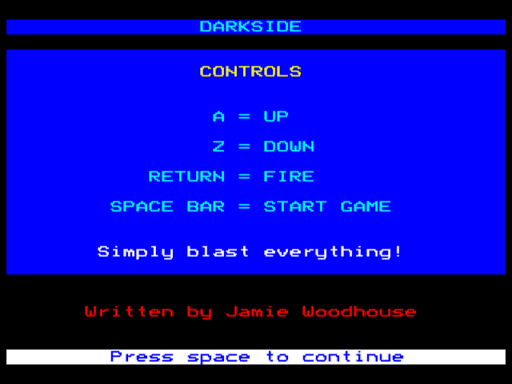 DARKSIDE
CONTROLS
A = UP
Z = DOWN
RETURN = FIRE
SPACE BAR = START GAME
Simply blast everything!
Written by Jamie Woodhouse
Press space to continue